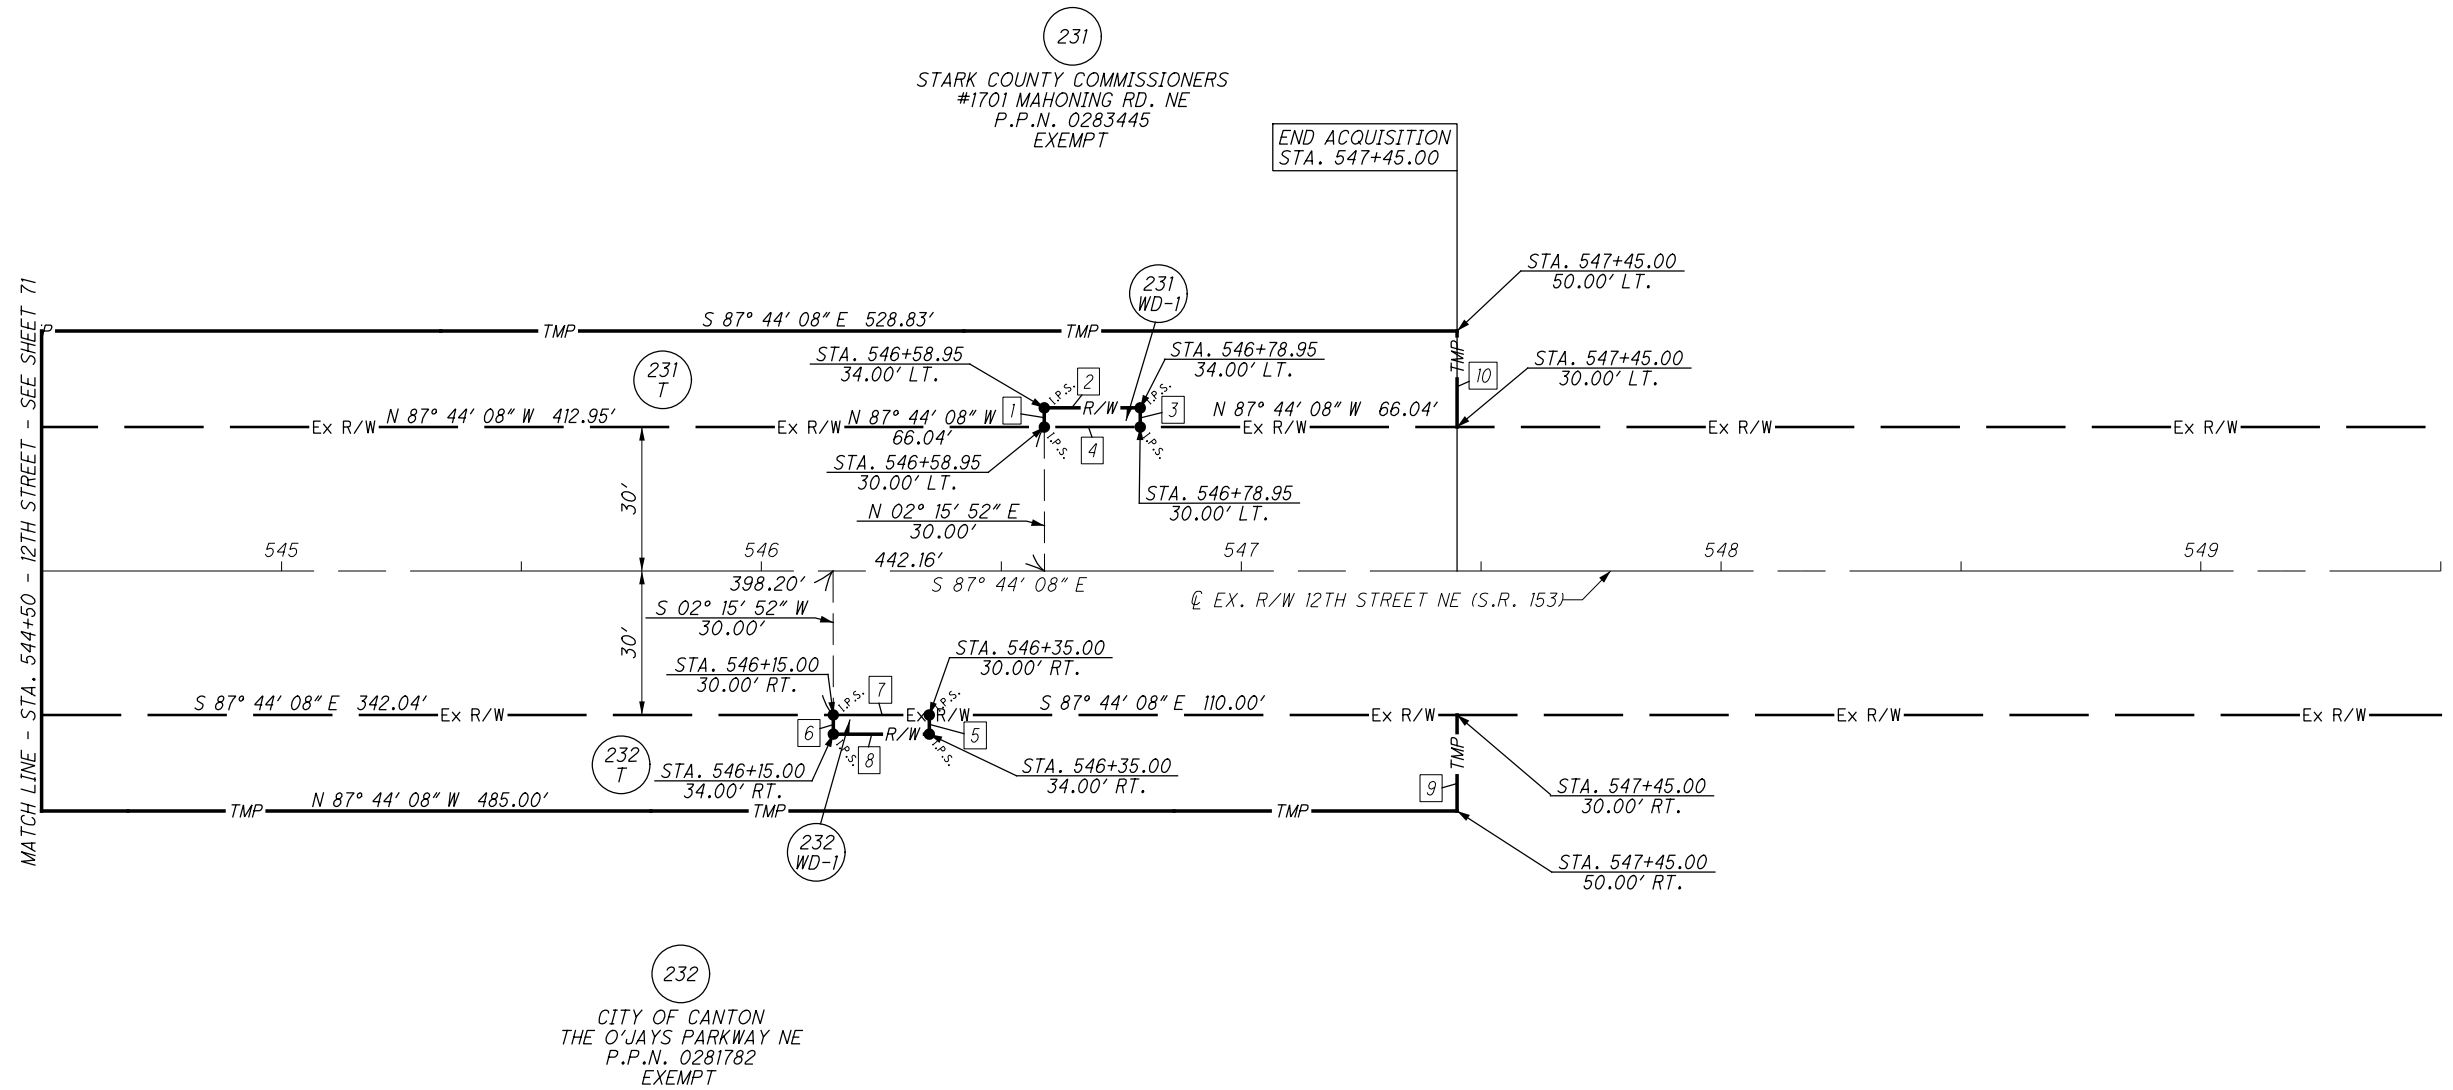 231
STARK COUNTY COMMISSIONERS
#1701 MAHONING RD. NE
P.P.N. 0283445
EXEMPT
END ACQUISITION
STA. 547+45.00
MATCH LINE - STA. 544+50 - 12TH STREET - SEE SHEET 71
P
TMP
S 87° 44' 08" E 528.83'
TMP
231
WD-1
STA. 547+45.00
50.00' LT.
231
T
STA. 546+58.95
34.00' LT.
I.P.S.
2
R/W
I.P.S.
STA. 546+78.95
34.00' LT.
TMP
10
STA. 547+45.00
30.00' LT.
1
3
Ex R/W
N 87° 44' 08" W 412.95'
Ex R/W
N 87° 44' 08" W
66.04'
N 87° 44' 08" W 66.04'
Ex R/W
Ex R/W
Ex R/W
I.P.S.
4
I.P.S.
STA. 546+58.95
30.00' LT.
STA. 546+78.95
30.00' LT.
30'
N 02° 15' 52" E
30.00'
545
546
547
548
549
442.16'
398.20'
S 87° 44' 08" E
℄ EX. R/W 12TH STREET NE (S.R. 153)
S 02° 15' 52" W
30.00'
30'
STA. 546+35.00
30.00' RT.
STA. 546+15.00
30.00' RT.
I.P.S.
7
I.P.S.
S 87° 44' 08" E 342.04'
Ex R/W
Ex R/W
S 87° 44' 08" E 110.00'
Ex R/W
Ex R/W
Ex R/W
6
R/W
5
I.P.S.
8
I.P.S.
232
T
STA. 546+15.00
34.00' RT.
STA. 546+35.00
34.00' RT.
TMP
9
STA. 547+45.00
30.00' RT.
TMP
N 87° 44' 08" W 485.00'
TMP
TMP
232
WD-1
STA. 547+45.00
50.00' RT.
232
CITY OF CANTON
THE O'JAYS PARKWAY NE
P.P.N. 0281782
EXEMPT